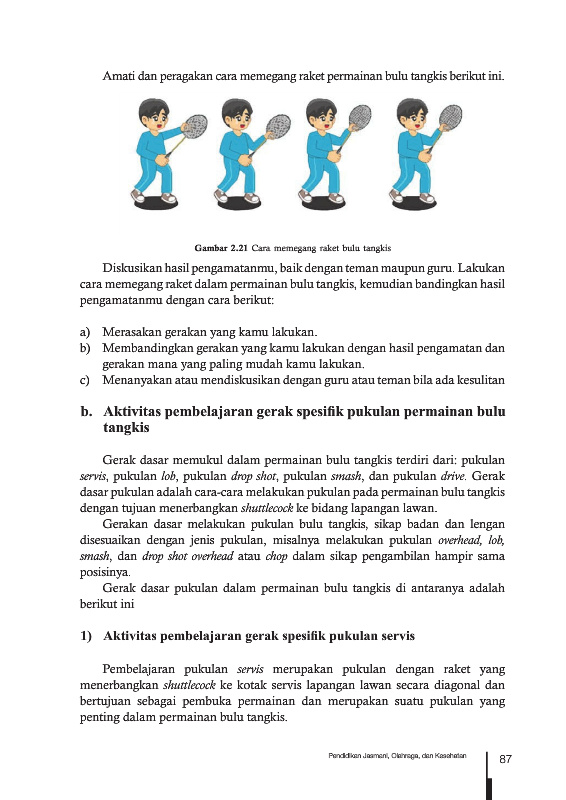 Amati dan peragakan cara memegang raket permainan bulu tangkis berikut ini.
Gambar 2.21 Cara memegang raket bulu tangkis
Diskusikan hasil pengamatanmu, baik dengan teman maupun guru. Lakukan
cara memegang raket dalam permainan bulu tangkis, kemudian bandingkan hasil
pengamatanmu dengan cara berikut:
a) Merasakan gerakan yang kamu lakukan.
b) Membandingkan gerakan yang kamu lakukan dengan hasil pengamatan dan
gerakan mana yang paling mudah kamu lakukan.
c) Menanyakan atau mendiskusikan dengan guru atau teman bila ada kesulitan
b. Aktivitas pembelajaran gerak spesifik pukulan permainan bulu
tangkis
Gerak dasar memukul dalam permainan bulu tangkis terdiri dari: pukulan
servis, pukulan lob, pukulan drop shot, pukulan smash, dan pukulan drive. Gerak
dasar pukulan adalah cara-cara melakukan pukulan pada permainan bulu tangkis
dengan tujuan menerbangkan shuttlecock ke bidang lapangan lawan.
Gerakan dasar melakukan pukulan bulu tangkis, sikap badan dan lengan
disesuaikan dengan jenis pukulan, misalnya melakukan pukulan overhead, lob,
smash, dan drop shot overhead atau chop dalam sikap pengambilan hampir sama
posisinya.
Gerak dasar pukulan dalam permainan bulu tangkis di antaranya adalah
berikut ini
1) Aktivitas pembelajaran gerak spesifik pukulan servis
Pembelajaran pukulan servis merupakan pukulan dengan raket yang
menerbangkan shuttlecock ke kotak servis lapangan lawan secara diagonal dan
bertujuan sebagai pembuka permainan dan merupakan suatu pukulan yang
penting dalam permainan bulu tangkis.
Pendidikan Jasmani, Olahraga, dan Kesehatan
87